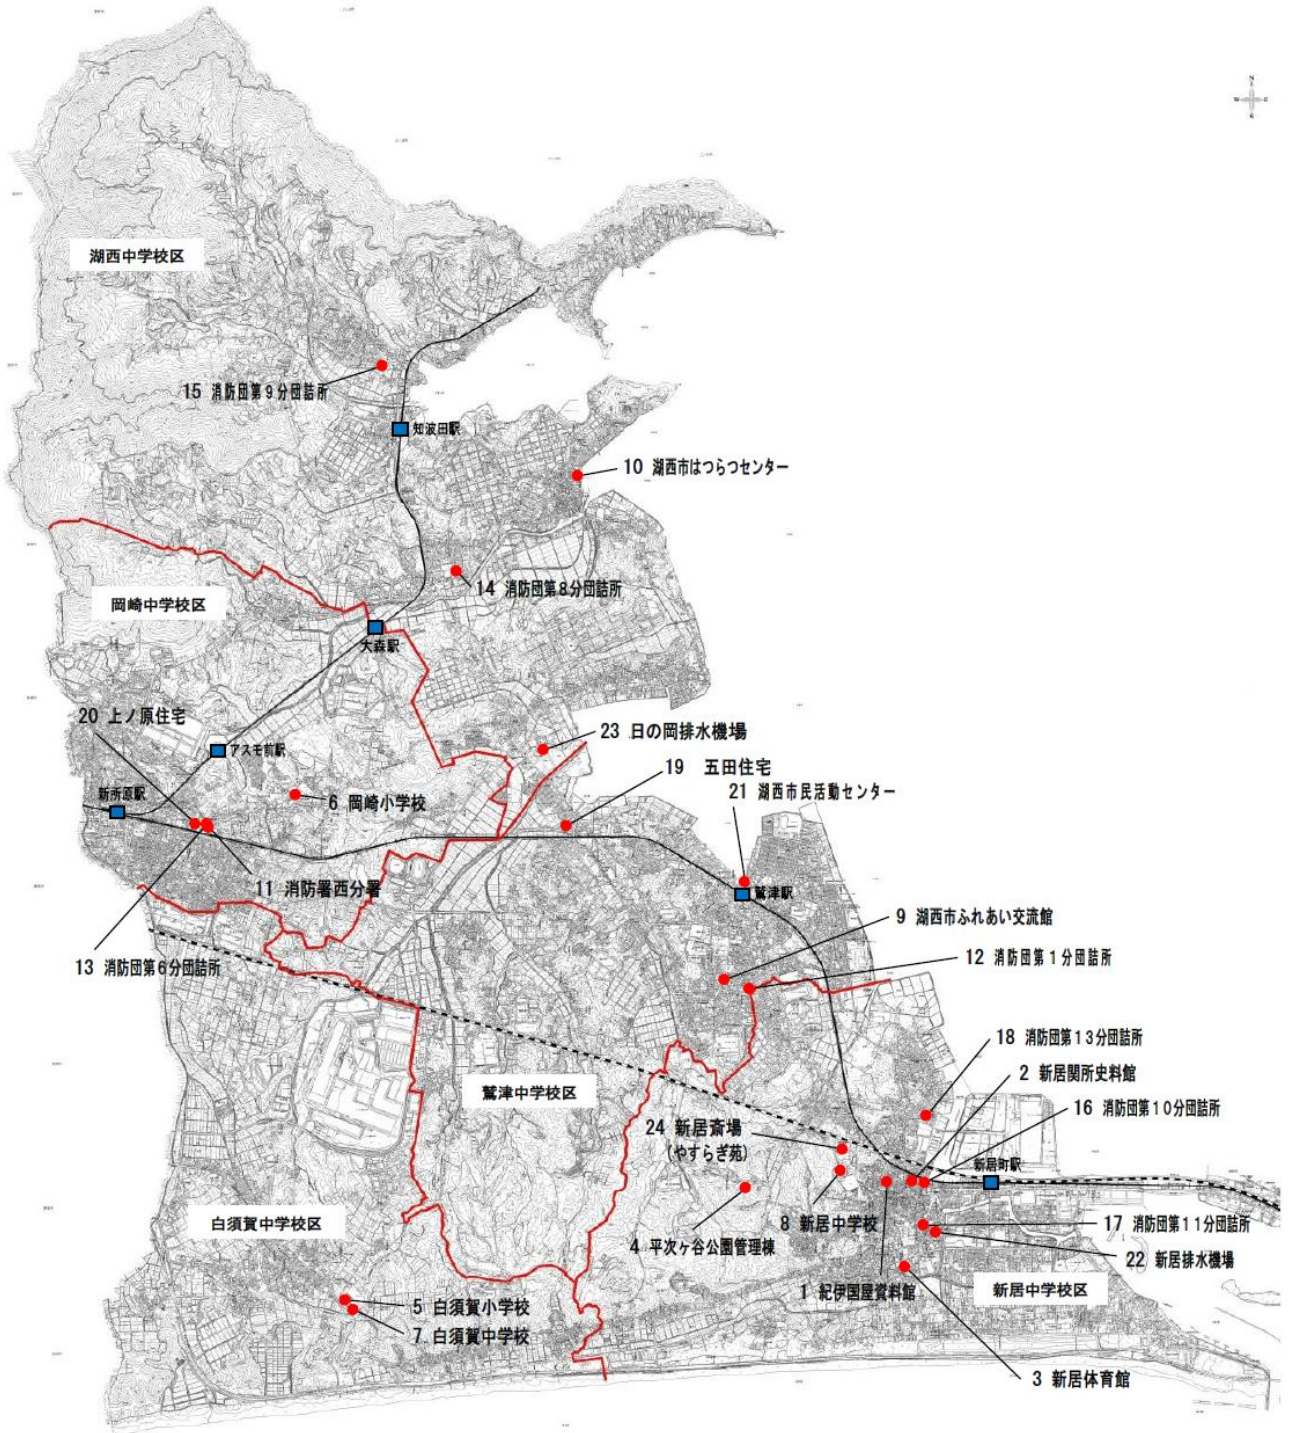 N
W E
S
湖西中学校区
15 消防団第9分団詰所
知波田駅
10 湖西市はつらつセンター
14 消防団第8分団詰所
岡崎中学校区
大森駅
20 上ノ原住宅
23 日の岡排水機場
アスモ前駅
19 五田住宅
21 湖西市民活動センター
新所原駅
6 岡崎小学校
11 消防署西分署
鷲津駅
9 湖西市ふれあい交流館
12 消防団第1分団詰所
13 消防団第6分団詰所
18 消防団第13分団詰所
2 新居関所史料館
鷲津中学校区
16 消防団第10分団詰所
24 新居斎場
(やすらぎ苑)
新居町駅
白須賀中学校区
8 新居中学校
17 消防団第11分団詰所
4 平次ヶ谷公園管理棟
22 新居排水機場
1 紀伊国屋資料館
新居中学校区
5 白須賀小学校
7 白須賀中学校
3 新居体育館